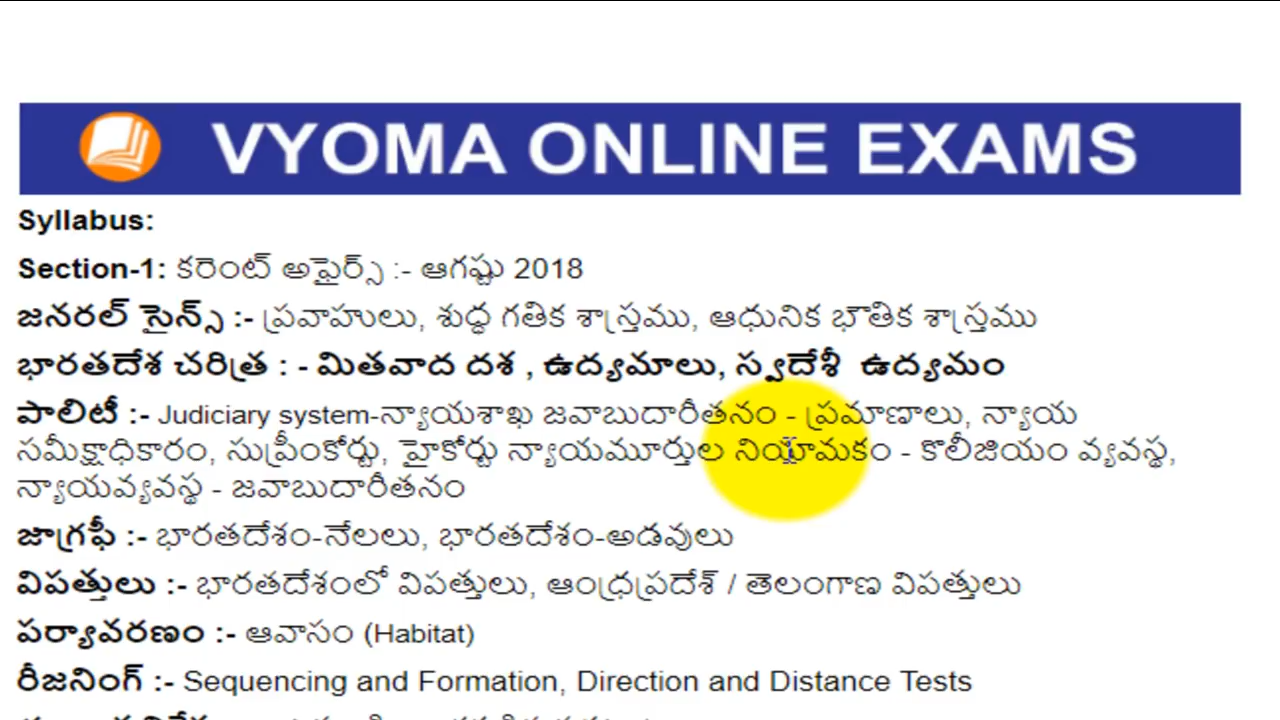 VYOMA ONLINE EXAMS
Syllabus:
Section-1: కరెంట్ అఫైర్స్ :- ఆగష్టు 2018
జనరల్ సైన్స్ :- ప్రవాహులు, శుద్ధ గతిక శాస్త్రము, ఆధునిక భౌతిక శాస్త్రము
భారతదేశ చరిత్ర : - మితవాద దశ , ఉద్యమాలు, స్వదేశీ ఉద్యమం
పాలిటీ :- Judiciary system-న్యాయశాఖ జవాబుదారీతనం - ప్రమాణాలు, న్యాయ
సమీక్షాధికారం, సుప్రీంకోర్టు, హైకోర్టు న్యాయమూర్తుల నియామకం - కొలీజియం వ్యవస్థ,
న్యాయవ్యవస్థ - జవాబుదారీతనం
జాగ్రఫీ :- భారతదేశం-నేలలు, భారతదేశం-అడవులు
విపత్తులు :- భారతదేశంలో విపత్తులు, ఆంధ్రప్రదేశ్ / తెలంగాణ విపత్తులు
పర్యావరణం :- ఆవాసం (Habitat)
రీజనింగ్ :- Sequencing and Formation, Direction and Distance Tests